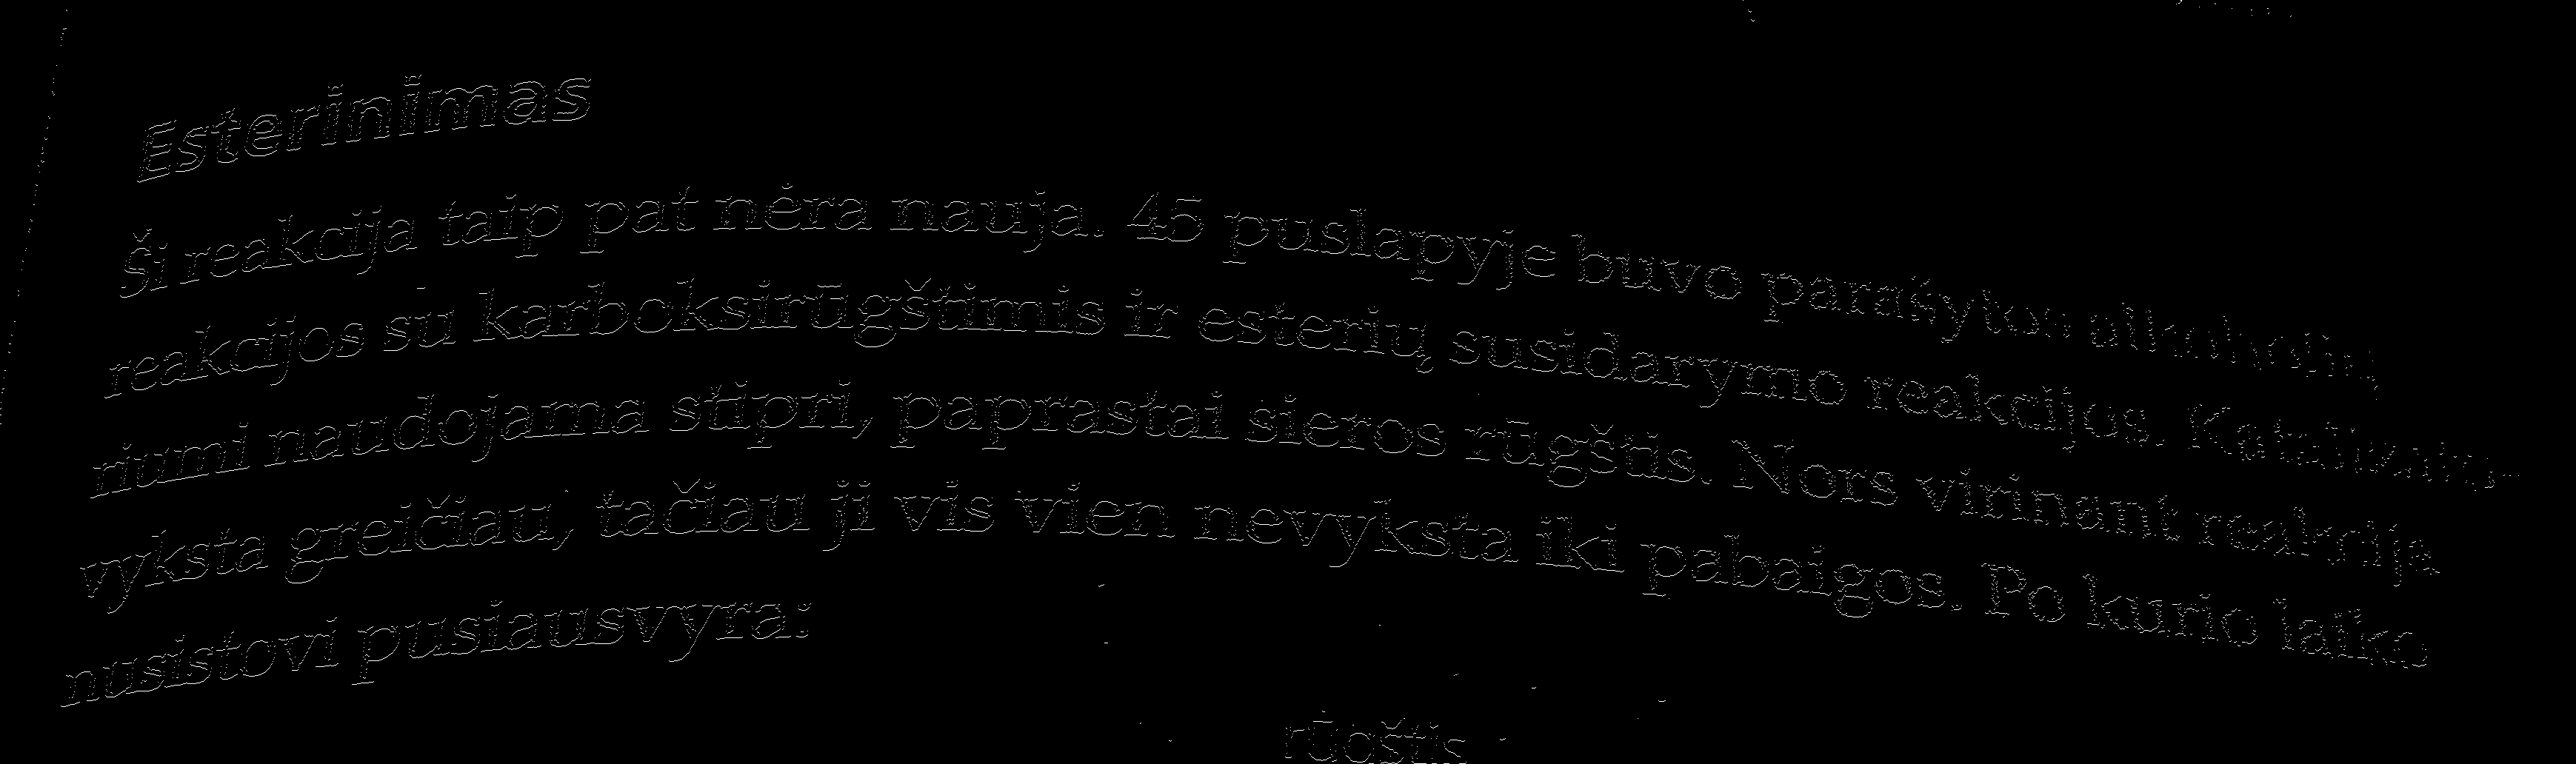 Esterinimas
Ši reakcija taip pat nėra nauja. 45 puslapyje buvo parašytos alkoholių
reakcijos su karboksirūgštimis ir esterių susidarymo reakcijos. Katalizato-
riumi naudojama stipri, paprastai sieros rūgštis. Nors virinant reakcija
vyksta greičiau, tačiau ji vis vien nevyksta iki pabaigos. Po kurio laiko
nusistovi pusiausvyra:
rūgštis